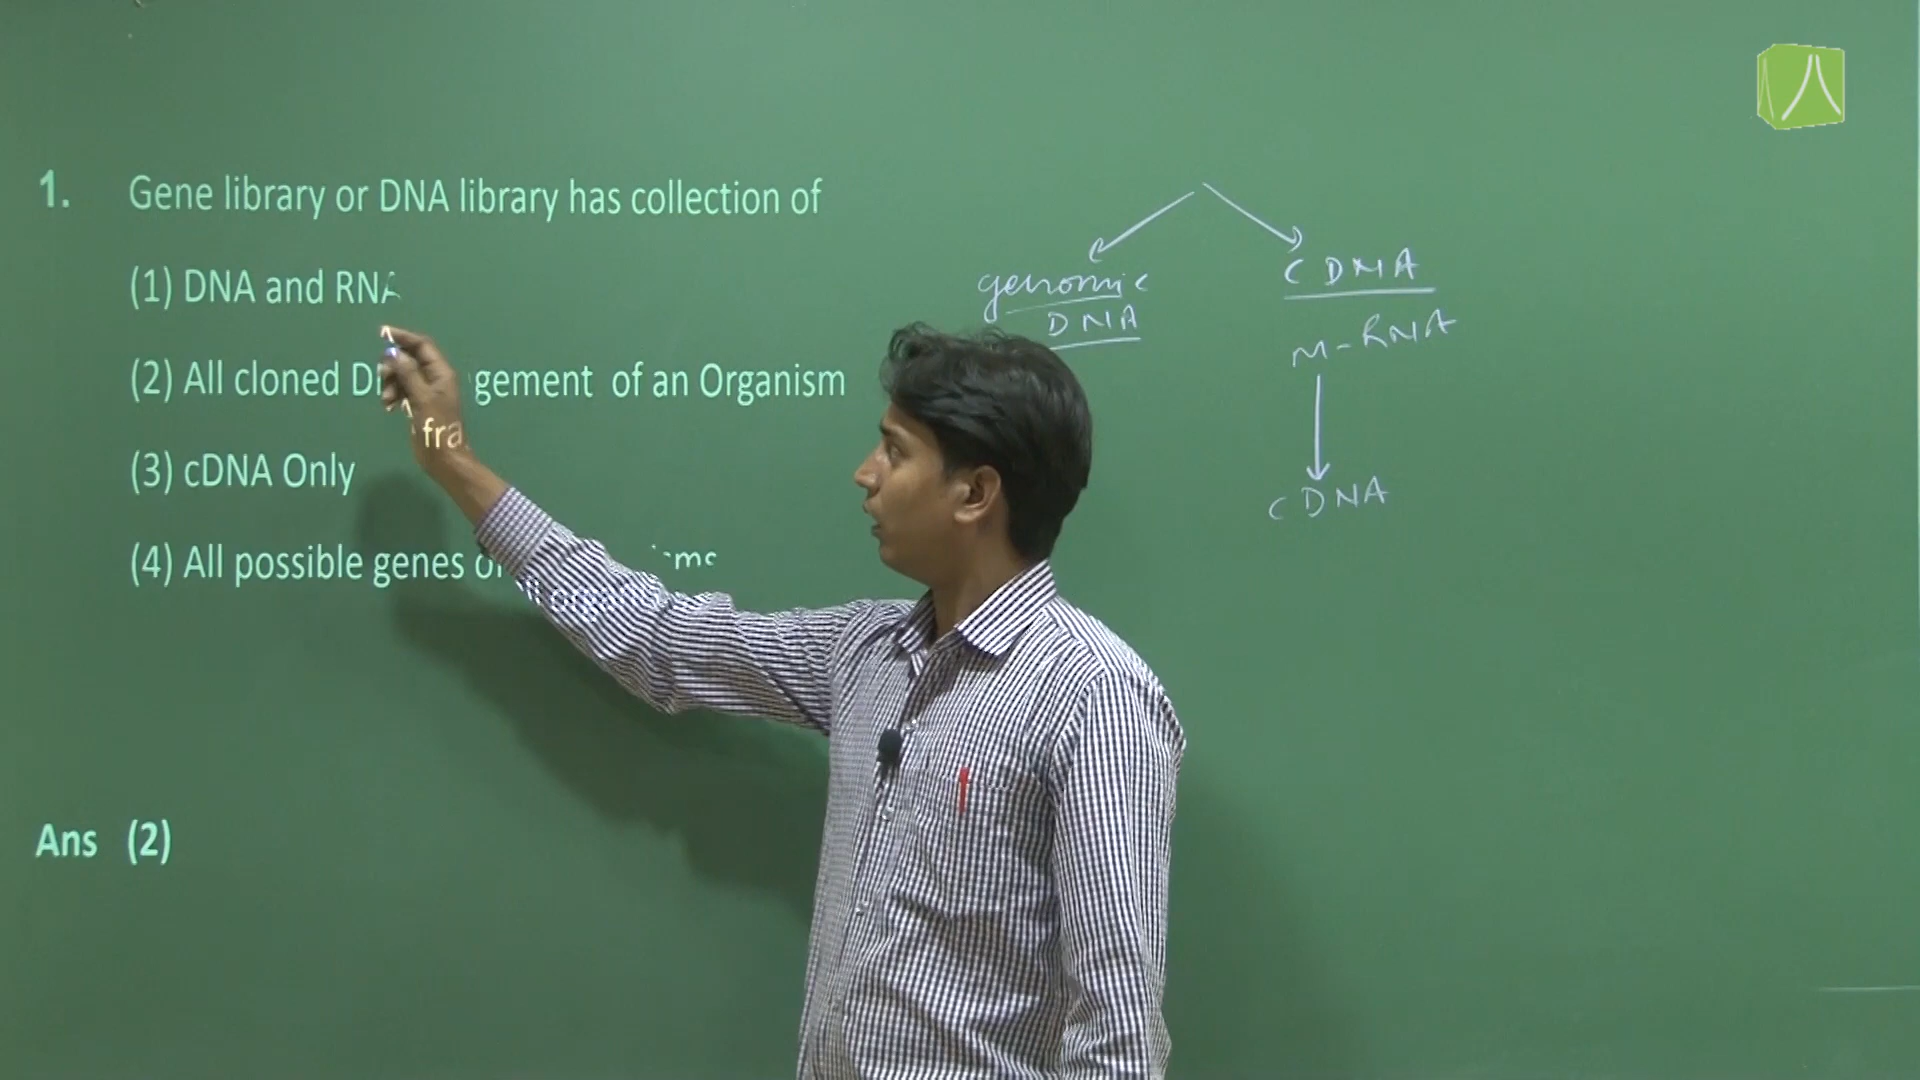 1. Gene library or DNA library has collection of
(1) DNA and RNA
(2) All cloned gement of an Organism
fra
(3) cDNA Only
(4) All possible genes
Ans (2)
genomic
DNA
CDNA
M-RNA
CDNA